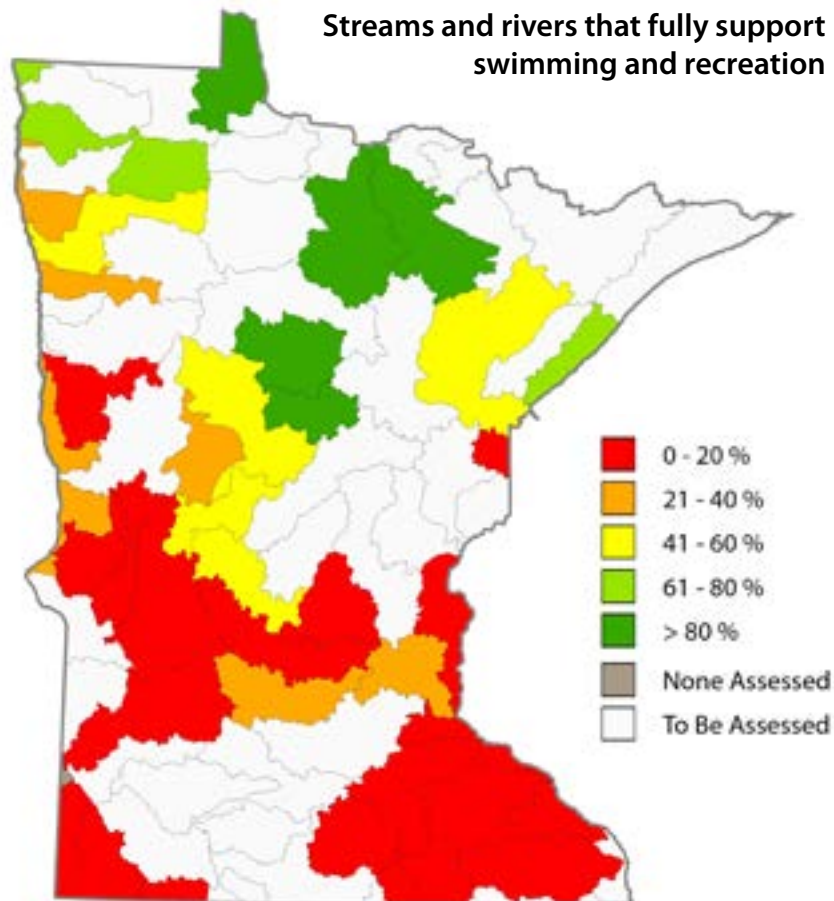 Streams and rivers that fully support
swimming and recreation
0 - 20 %
21 - 40 %
41 - 60 %
61 - 80 %
> 80 %
None Assessed
To Be Assessed